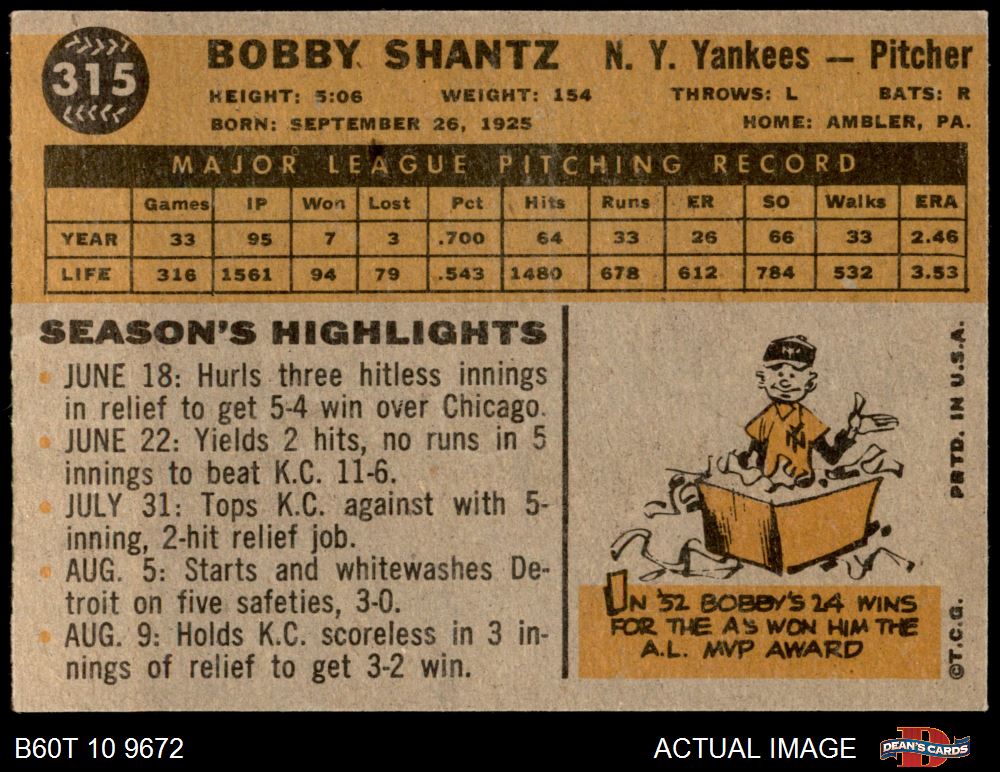 315
BOBBY SHANTZ N. Y. Yankees — Pitcher
HEIGHT: 5:06 WEIGHT: 154 THROWS: L BATS: R
BORN: SEPTEMBER 26, 1925 HOME: AMBLER, PA.
MAJOR LEAGUE PITCHING RECORD
Games IP Won Lost Pct Hits Runs ER SO Walks ERA
YEAR 33 95 7 3 .700 64 33 26 66 33 2.46
LIFE 316 1561 94 79 .543 1480 678 612 784 532 3.53
SEASON'S HIGHLIGHTS
• JUNE 18: Hurls three hitless innings
in relief to get 5-4 win over Chicago.
• JUNE 22: Yields 2 hits, no runs in 5
innings to beat K.C. 11-6.
• JULY 31: Tops K.C. against with 5-
inning, 2-hit relief job.
• AUG. 5: Starts and whitewashes De-
troit on five safeties, 3-0.
• AUG. 9: Holds K.C. scoreless in 3 in-
nings of relief to get 3-2 win.
NY
NY
IN '52 BOBBY'S 24 WINS
FOR THE A'S WON HIM THE
A.L. MVP AWARD
©T.C.G. PRTD. IN U.S.A.
B60T 10 9672 ACTUAL IMAGE
DEAN'S CARDS